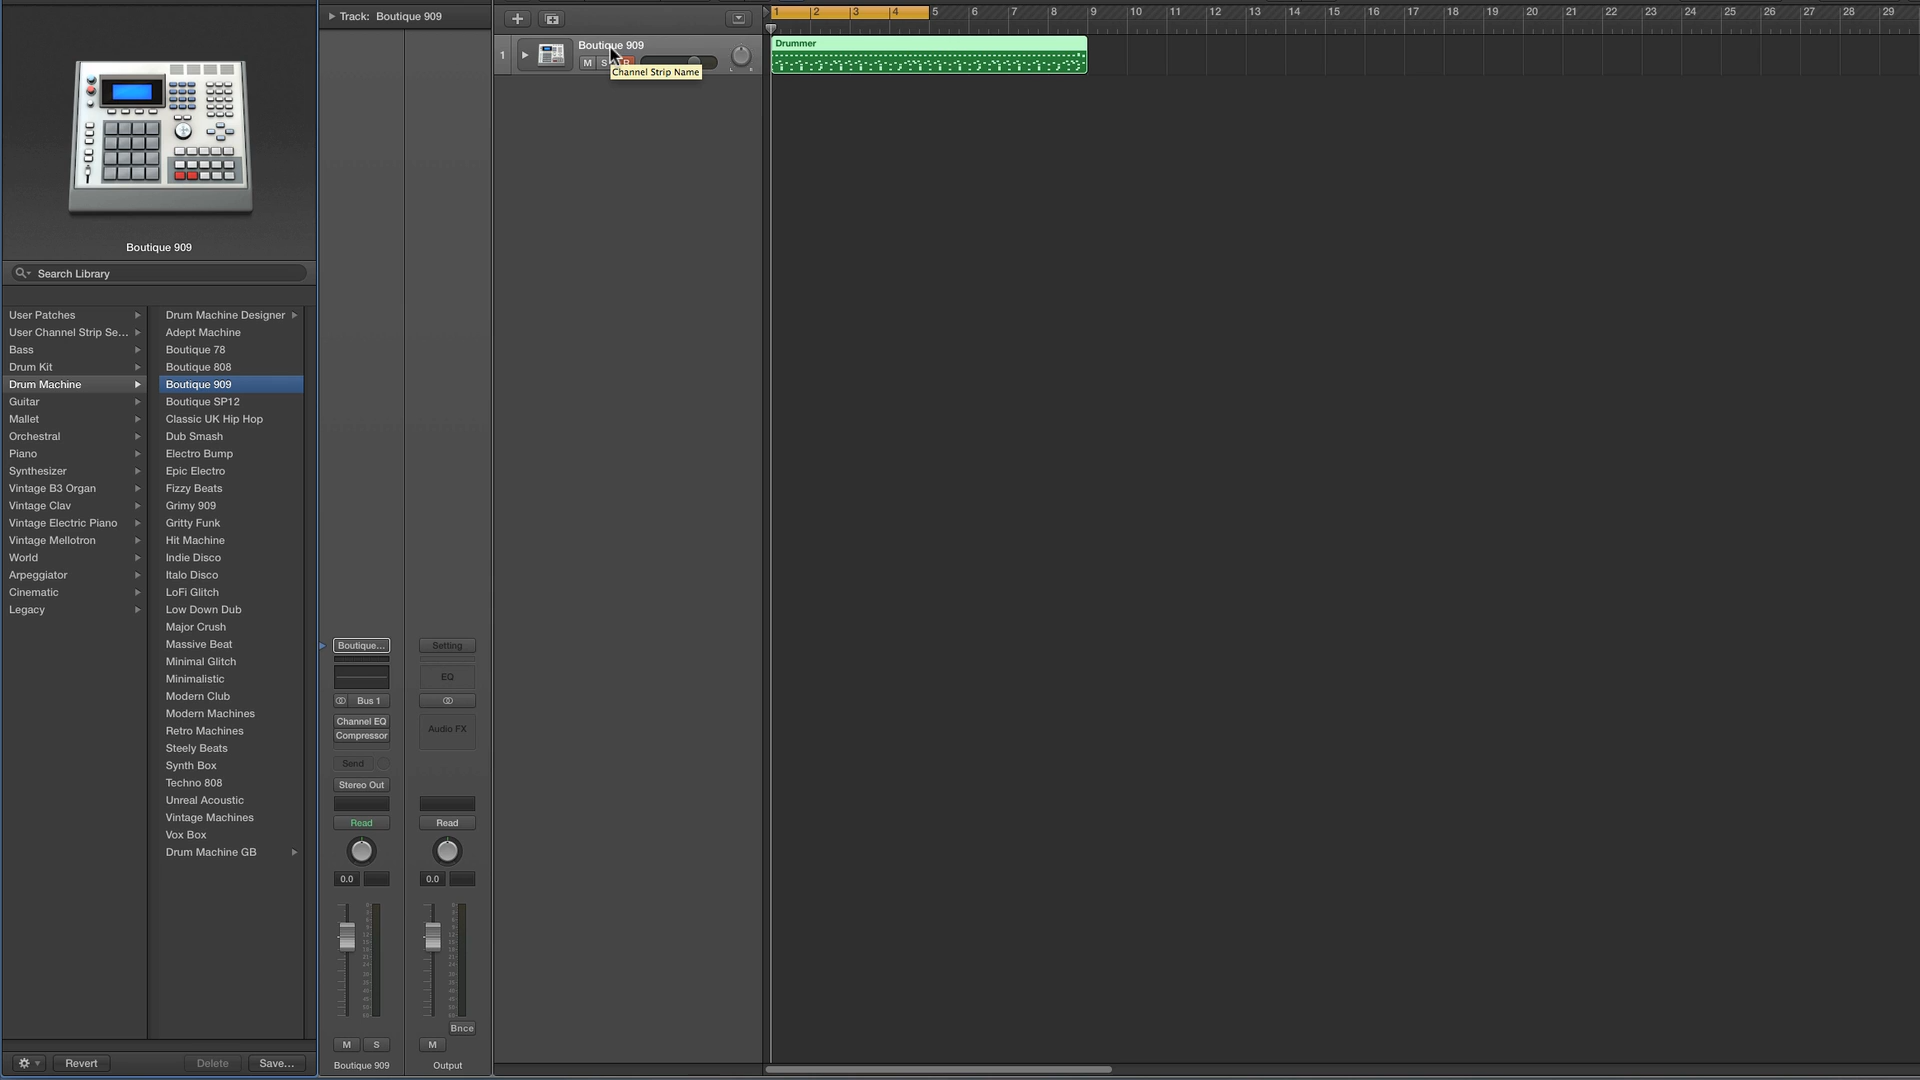 Track: Boutique 909
1 2 3 4 5 6 7 8 9 10 11 12 13 14 15 16 17 18 19 20 21 22 23 24 25 26 27 28 29
1
Boutique 909
M S R
Channel Strip Name
Drummer
Boutique 909
Search Library
User Patches
User Channel Strip Se...
Bass
Drum Kit
Drum Machine
Guitar
Mallet
Orchestral
Piano
Synthesizer
Vintage B3 Organ
Vintage Clav
Vintage Electric Piano
Vintage Mellotron
World
Arpeggiator
Cinematic
Legacy
Drum Machine Designer
Adept Machine
Boutique 78
Boutique 808
Boutique 909
Boutique SP12
Classic UK Hip Hop
Dub Smash
Electro Bump
Epic Electro
Fizzy Beats
Grimy 909
Gritty Funk
Hit Machine
Indie Disco
Italo Disco
LoFi Glitch
Low Down Dub
Major Crush
Massive Beat
Minimal Glitch
Minimalistic
Modern Club
Modern Machines
Retro Machines
Steely Beats
Synth Box
Techno 808
Unreal Acoustic
Vintage Machines
Vox Box
Drum Machine GB
Revert
Delete
Save...
Boutique...
Bus 1
Channel EQ
Compressor
Send
Stereo Out
Read
0.0
M S
Boutique 909
Setting
EQ
Audio FX
Read
0.0
Bnce
M
Output